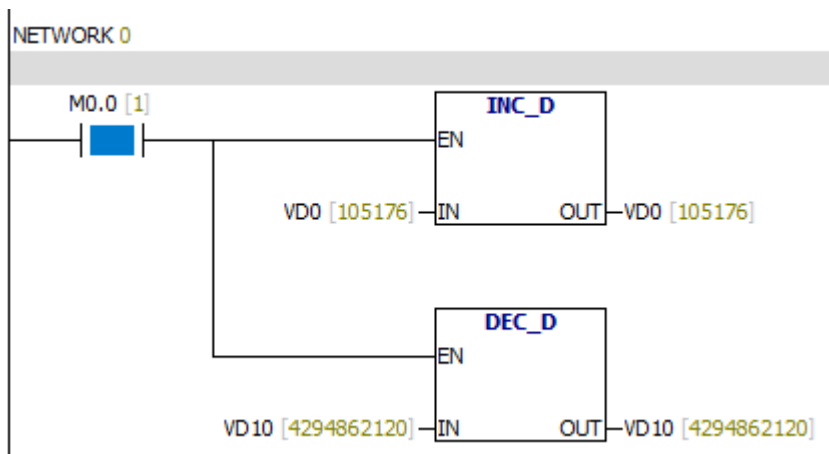 NETWORK 0
M0.0 [1]
INC_D
EN
VD0 [105176] IN OUT VD0 [105176]
DEC_D
EN
VD10 [4294862120] IN OUT VD10 [4294862120]